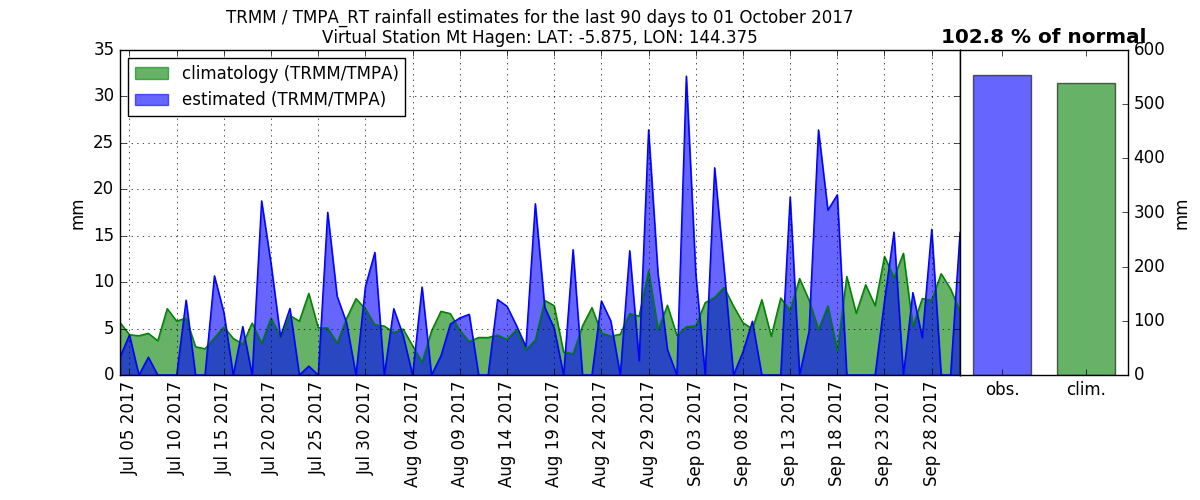 TRMM / TMPA_RT rainfall estimates for the last 90 days to 01 October 2017
Virtual Station Mt Hagen: LAT: -5.875, LON: 144.375
102.8 % of normal
climatology (TRMM/TMPA)
estimated (TRMM/TMPA)
35
30
25
20
15
10
5
0
mm
Jul 05 2017
Jul 10 2017
Jul 15 2017
Jul 20 2017
Jul 25 2017
Jul 30 2017
Aug 04 2017
Aug 09 2017
Aug 14 2017
Aug 19 2017
Aug 24 2017
Aug 29 2017
Sep 03 2017
Sep 08 2017
Sep 13 2017
Sep 18 2017
Sep 23 2017
Sep 28 2017
obs.
clim.
600
500
400
300
200
100
0
mm